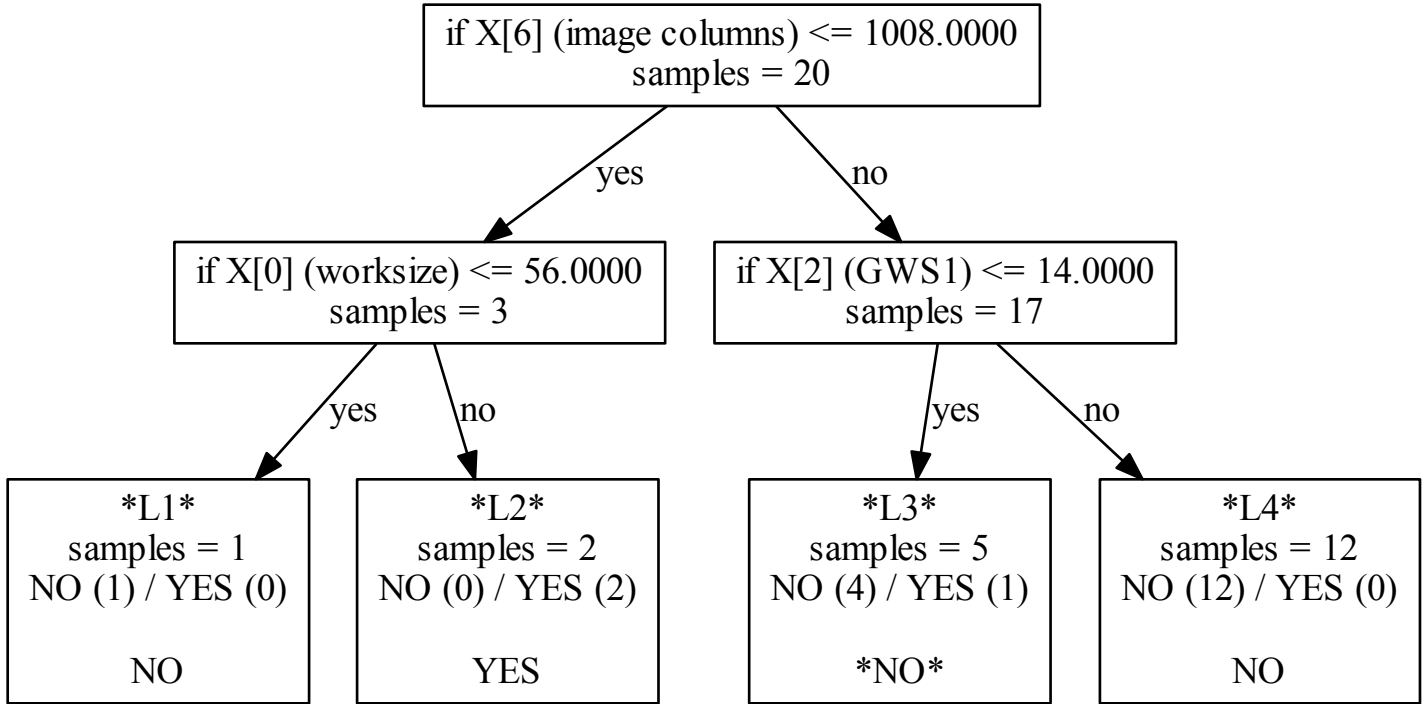 if X[6] (image columns) <= 1008.0000
samples = 20
yes
no
if X[0] (worksize) <= 56.0000
samples = 3
if X[2] (GWS1) <= 14.0000
samples = 17
yes
no
yes
no
*L1*
samples = 1
NO (1) / YES (0)
NO
*L2*
samples = 2
NO (0) / YES (2)
YES
*L3*
samples = 5
NO (4) / YES (1)
*NO*
*L4*
samples = 12
NO (12) / YES (0)
NO